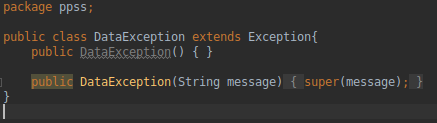 package ppss;
public class DataException extends Exception{
public DataException() { }
public DataException(String message) { super(message); }
}